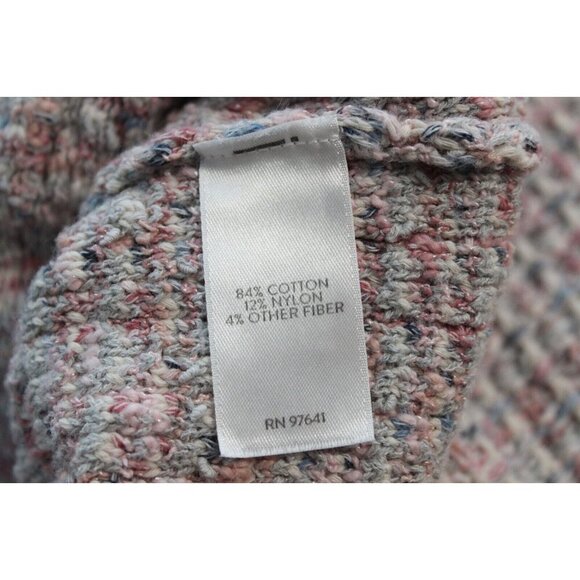 84% COTTON
12% NYLON
4% OTHER FIBER
RN 97641